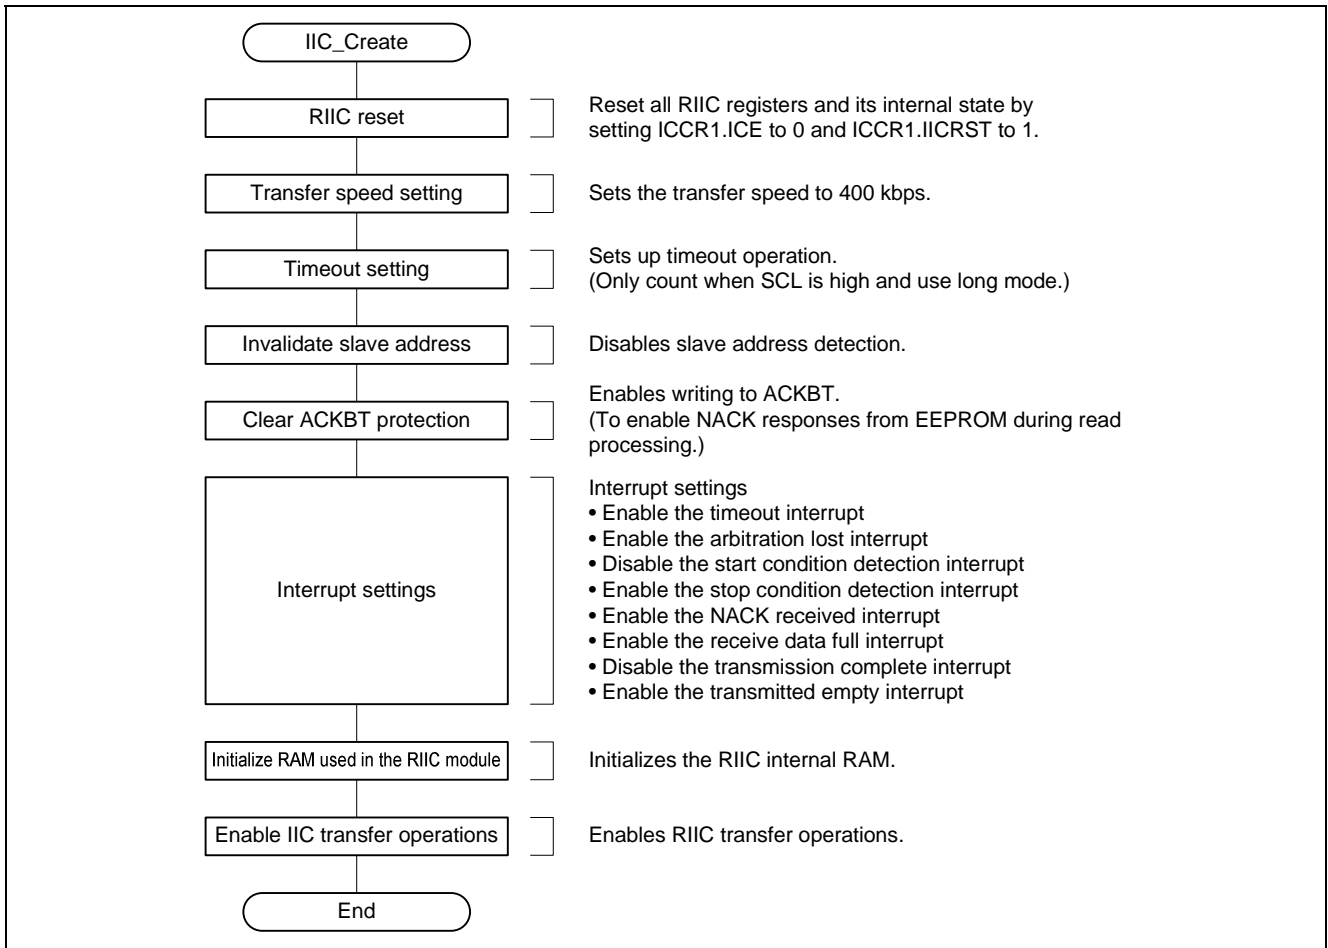 IIC_Create
RIIC reset
Reset all RIIC registers and its internal state by
setting ICCR1.ICE to 0 and ICCR1.IICRST to 1.
Transfer speed setting
Sets the transfer speed to 400 kbps.
Timeout setting
Sets up timeout operation.
(Only count when SCL is high and use long mode.)
Invalidate slave address
Disables slave address detection.
Clear ACKBT protection
Enables writing to ACKBT.
(To enable NACK responses from EEPROM during read
processing.)
Interrupt settings
Interrupt settings
• Enable the timeout interrupt
• Enable the arbitration lost interrupt
• Disable the start condition detection interrupt
• Enable the stop condition detection interrupt
• Enable the NACK received interrupt
• Enable the receive data full interrupt
• Disable the transmission complete interrupt
• Enable the transmitted empty interrupt
Initialize RAM used in the RIIC module
Initializes the RIIC internal RAM.
Enable IIC transfer operations
Enables RIIC transfer operations.
End